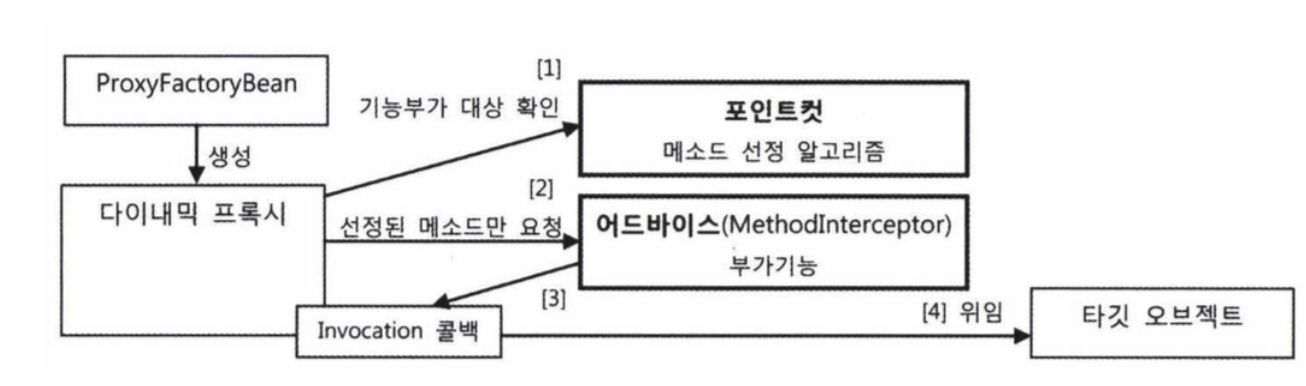 ProxyFactoryBean
생성
다이내믹 프록시
[1]
기능부가 대상 확인
포인트컷
메소드 선정 알고리즘
[2]
선정된 메소드만 요청
어드바이스(MethodInterceptor)
부가기능
[3]
Invocation 콜백
[4] 위임
타깃 오브젝트